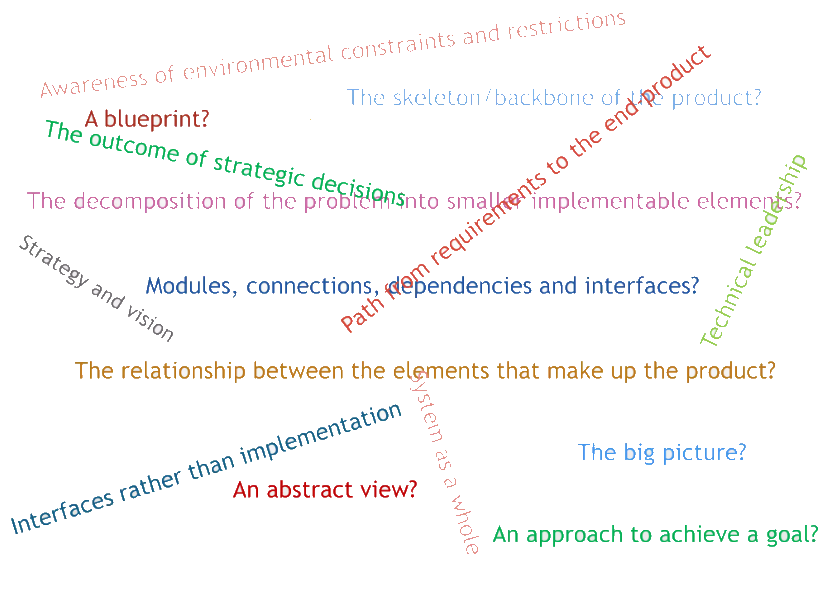 Awareness of environmental constraints and restrictions
The skeleton/backbone of the product?
A blueprint?
The outcome of strategic decisions
Path from requirements to the end product
The decomposition of the problem into smaller implementable elements?
Technical leadership
Strategy and vision
Modules, connections, dependencies and interfaces?
The relationship between the elements that make up the product?
System as a whole
Interfaces rather than implementation
The big picture?
An abstract view?
An approach to achieve a goal?